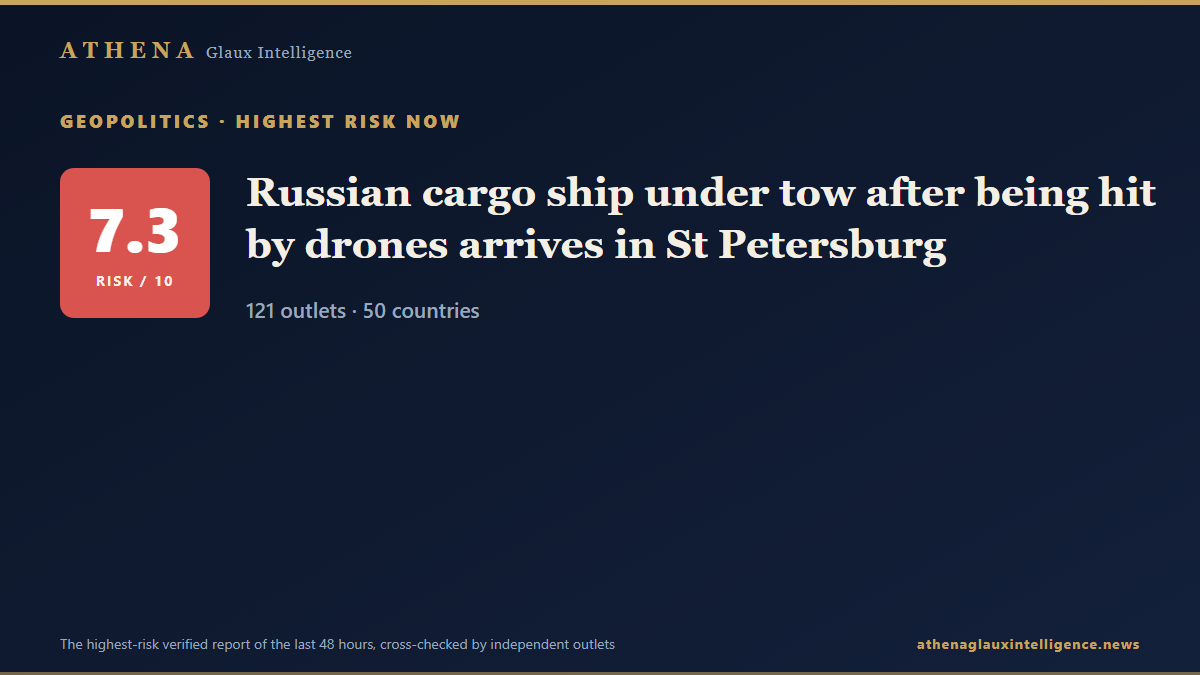 ATHENA Glaux Intelligence
GEOPOLITICS · HIGHEST RISK NOW
7.3
RISK / 10
Russian cargo ship under tow after being hit
by drones arrives in St Petersburg
121 outlets · 50 countries
The highest-risk verified report of the last 48 hours, cross-checked by independent outlets
athenaglauxintelligence.news